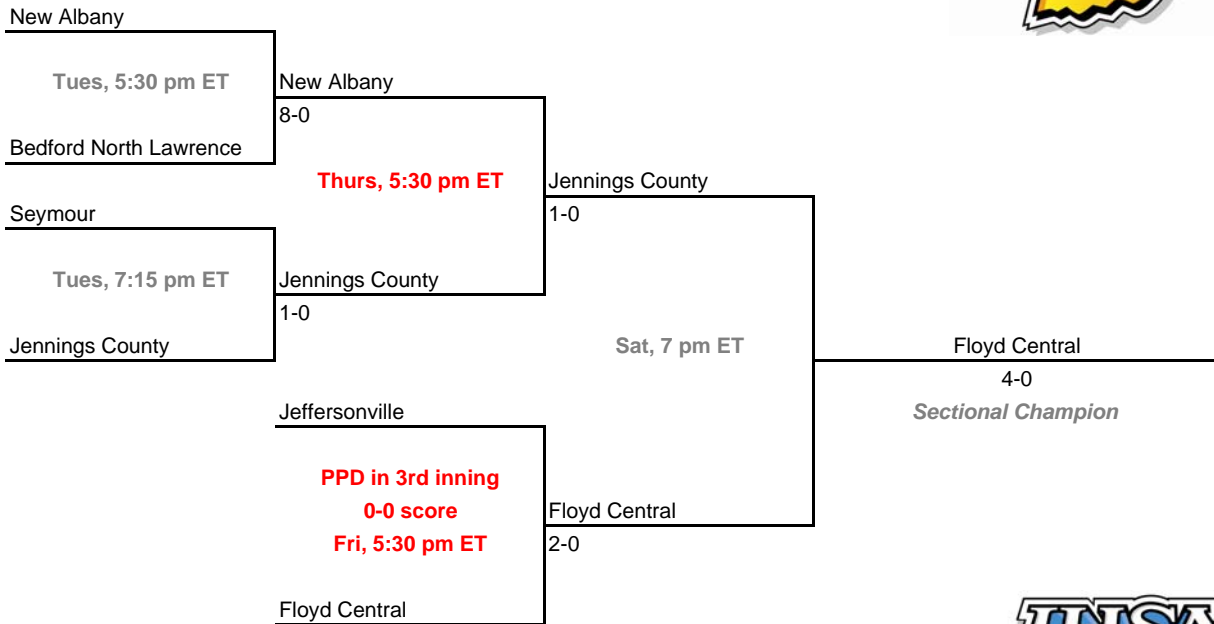 New Albany
Tues, 5:30 pm ET
New Albany
8-0
Bedford North Lawrence
Thurs, 5:30 pm ET
Jennings County
1-0
Seymour
Tues, 7:15 pm ET
Jennings County
1-0
Jennings County
Sat, 7 pm ET
Floyd Central
4-0
Sectional Champion
Jeffersonville
PPD in 3rd inning
0-0 score
Fri, 5:30 pm ET
Floyd Central
2-0
Floyd Central